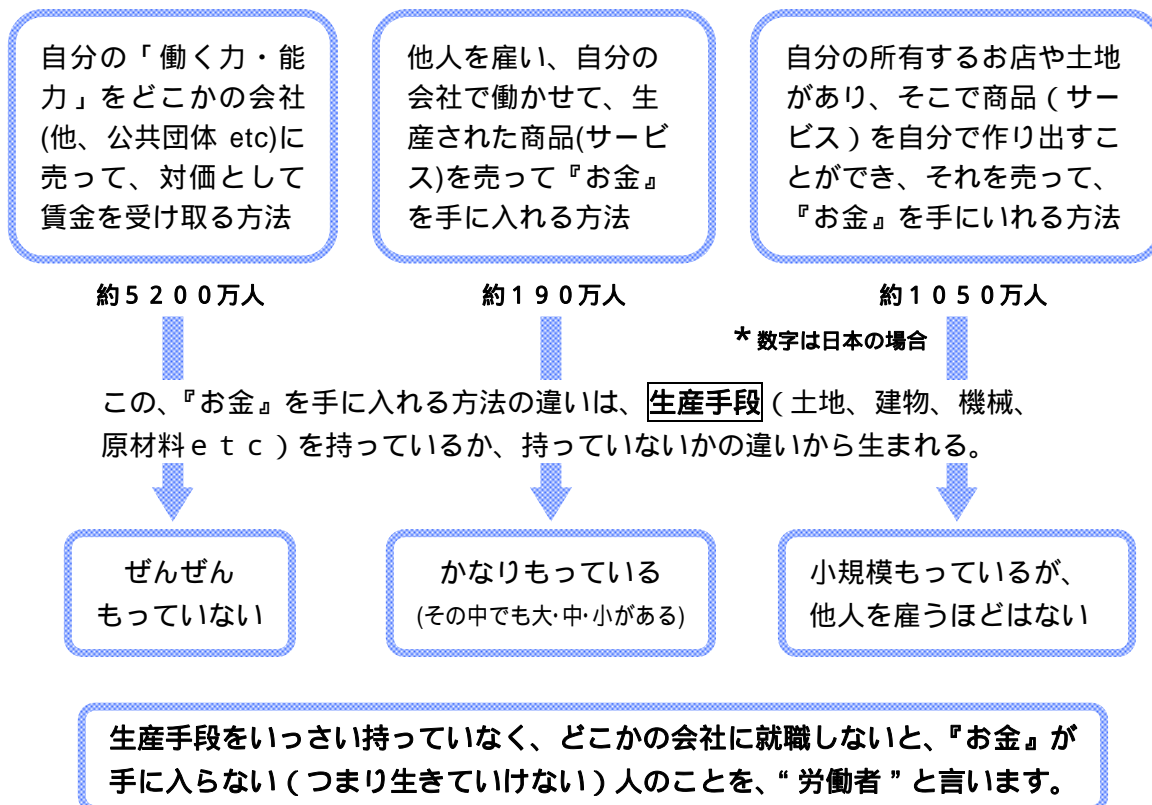 自分の「働く力・能
力」をどこかの会社
(他、公共団体 etc)に
売って、対価として
賃金を受け取る方法
他人を雇い、自分の
会社で働かせて、生
産された商品(サービ
ス)を売って『お金』
を手に入れる方法
自分の所有するお店や土地
があり、そこで商品（サー
ビス）を自分で作り出すこ
とができ、それを売って、
『お金』を手にいれる方法
約５２００万人
約１９０万人
約１０５０万人
＊数字は日本の場合
この、『お金』を手に入れる方法の違いは、生産手段（土地、建物、機械、
原材料ｅｔｃ）を持っているか、持っていないかの違いから生まれる。
ぜんぜん
もっていない
かなりもっている
(その中でも大・中・小がある)
小規模もっているが、
他人を雇うほどはない
生産手段をいっさい持っていなく、どこかの会社に就職しないと、『お金』が
手に入らない（つまり生きていけない）人のことを、“労働者”と言います。